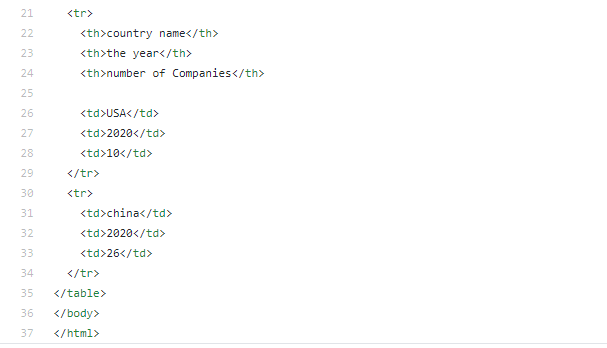 21 <tr>
22 <th>country name</th>
23 <th>the year</th>
24 <th>number of Companies</th>
25
26 <td>USA</td>
27 <td>2020</td>
28 <td>10</td>
29 </tr>
30 <tr>
31 <td>china</td>
32 <td>2020</td>
33 <td>26</td>
34 </tr>
35 </table>
36 </body>
37 </html>